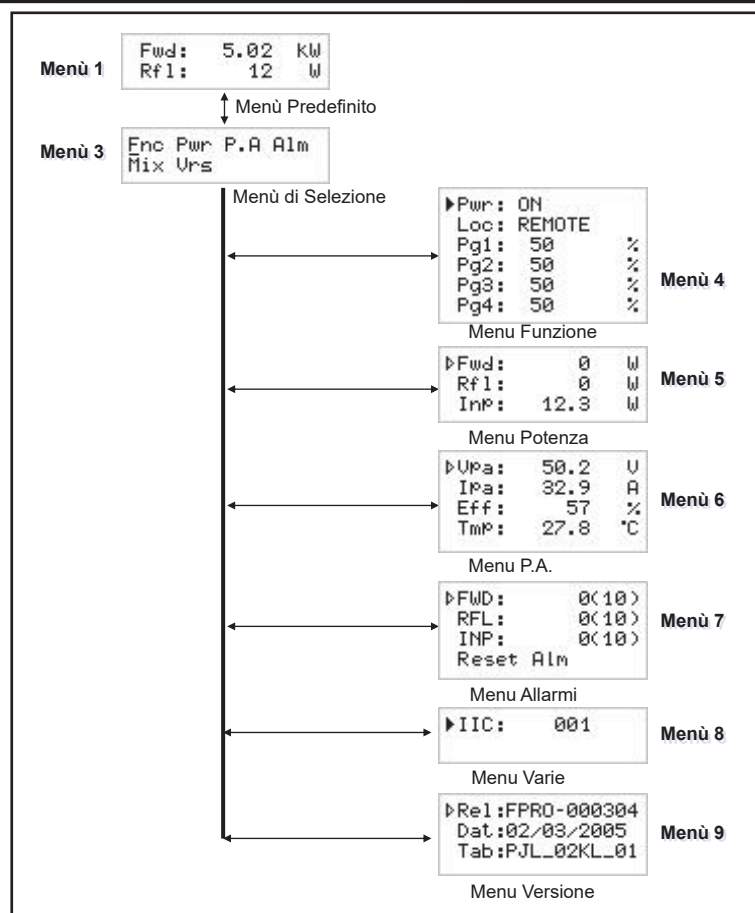 Menù 1
Fwd: 5.02 KW
Rfl: 12 W
Menù Predefinito
Menù 3
Fnc Pwr P.A Alm
Mix Vrs
Menù di Selezione
Pwr: ON
Loc: REMOTE
Pg1: 50 %
Pg2: 50 %
Pg3: 50 %
Pg4: 50 %
Menù 4
Menu Funzione
Fwd: 0 W
Rfl: 0 W
Inp: 12.3 W
Menù 5
Menu Potenza
Vpa: 50.2 V
Ipa: 32.9 A
Eff: 57 %
Tmp: 27.8 °C
Menù 6
Menu P.A.
FWD: 0(10)
RFL: 0(10)
INP: 0(10)
Reset Alm
Menù 7
Menu Allarmi
IIC: 001
Menù 8
Menu Varie
Rel:FPRO-000304
Dat:02/03/2005
Tab:PJL_02KL_01
Menù 9
Menu Versione